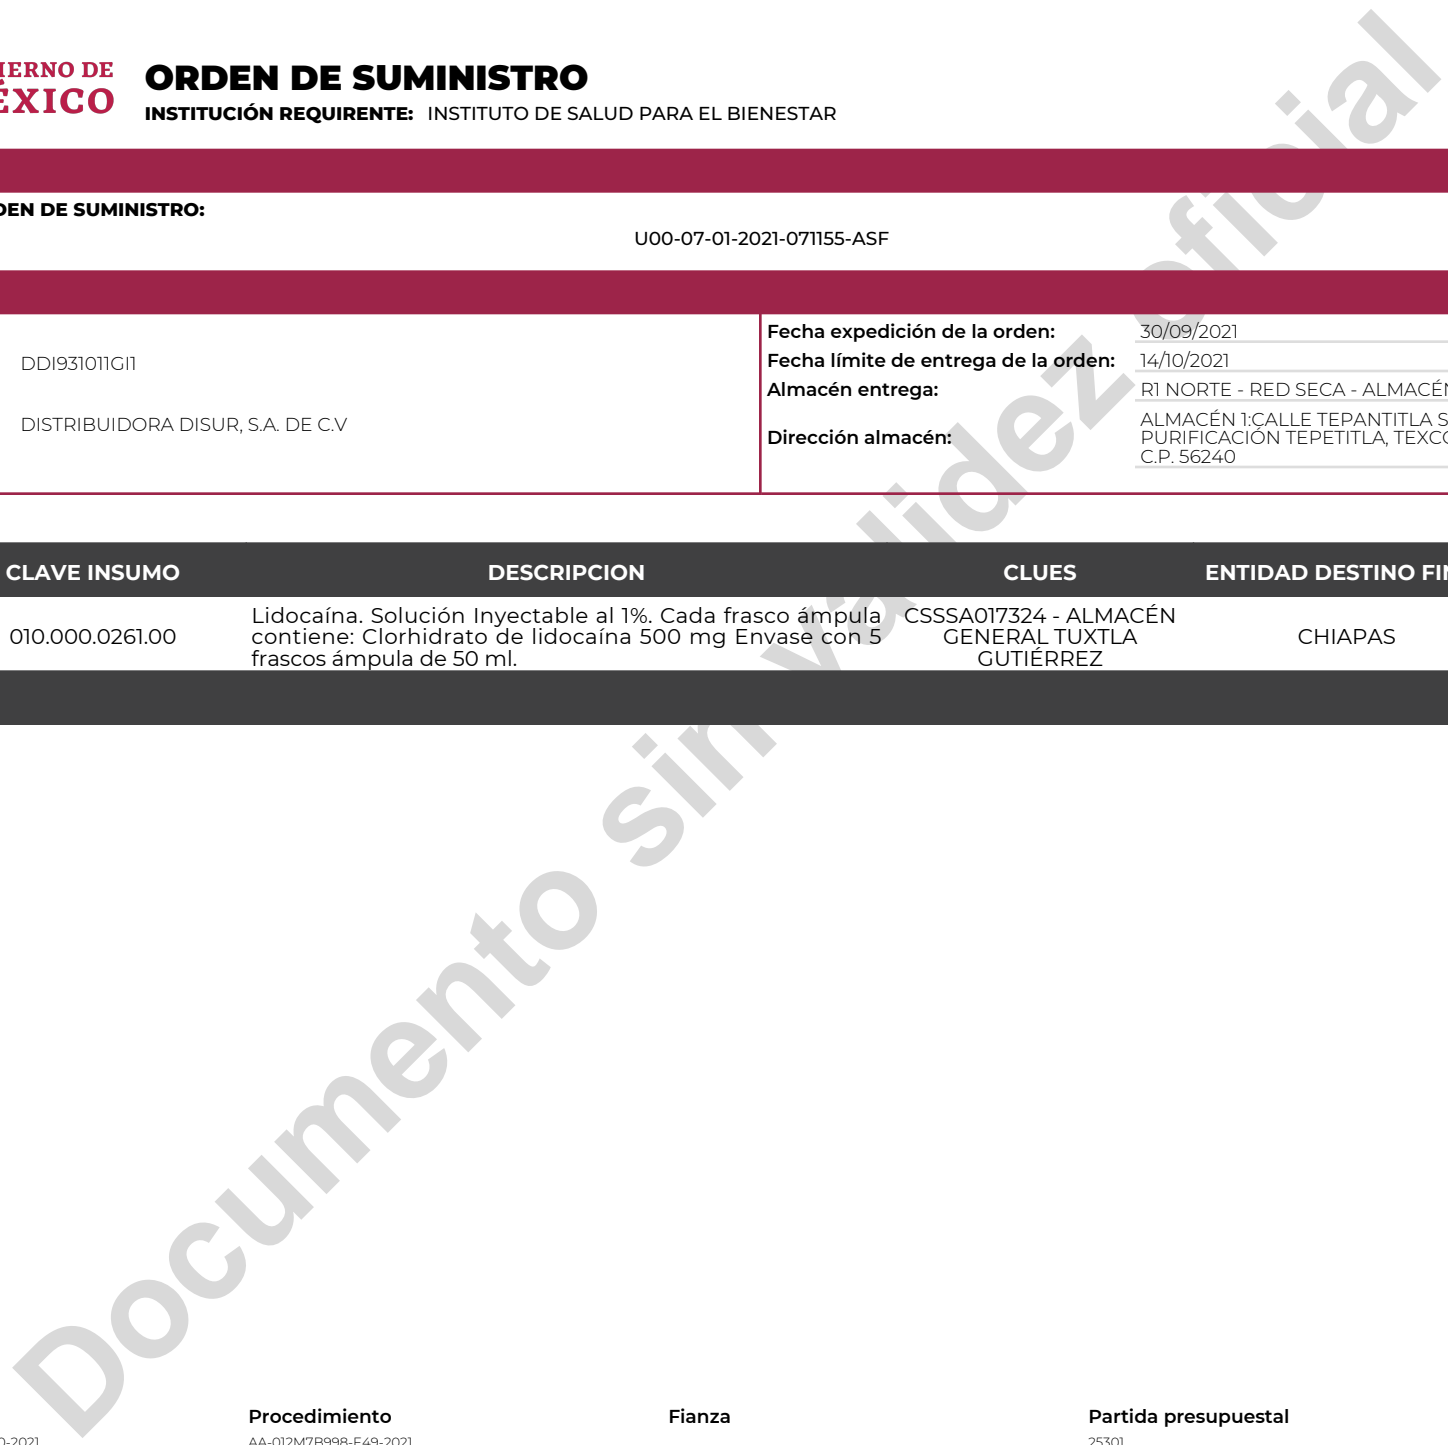 ORDEN DE SUMINISTRO
INSTITUCIÓN REQUIRENTE: INSTITUTO DE SALUD PARA EL BIENESTAR
DE
ÉXICO
DE SUMINISTRO:
U00-07-01-2021-071155-ASF
DDI931011GI1
DISTRIBUIDORA DISUR, S.A. DE C.V
Fecha expedición de la orden: 30/09/2021
Fecha límite de entrega de la orden: 14/10/2021
Almacén entrega: R1 NORTE - RED SECA - ALMACÉN
Dirección almacén: ALMACÉN 1:CALLE TEPANTITLA
PURIFICACIÓN TEPETITLA,
C.P. 56240
CLAVE INSUMO DESCRIPCION CLUES ENTIDAD DESTINO
010.000.0261.00
Lidocaína. Solución Inyectable al 1%. Cada frasco ámpula
contiene: Clorhidrato de lidocaína 500 mg Envase con 5
frascos ámpula de 50 ml.
CSSSA017324 - ALMACÉN
GENERAL TUXTLA
GUTIÉRREZ
CHIAPAS
Documento sin validez oficial
Procedimiento Fianza Partida presupuestal
AA-012M7B998-E49-2021 25301